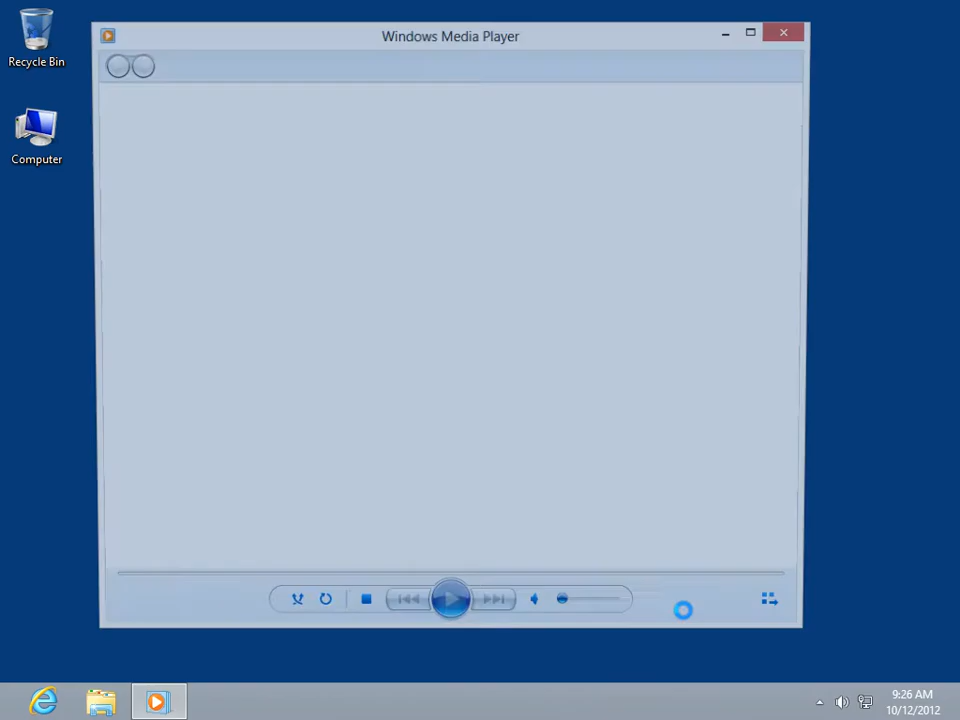 Windows Media Player
Recycle Bin
Computer
9:26 AM
10/12/2012